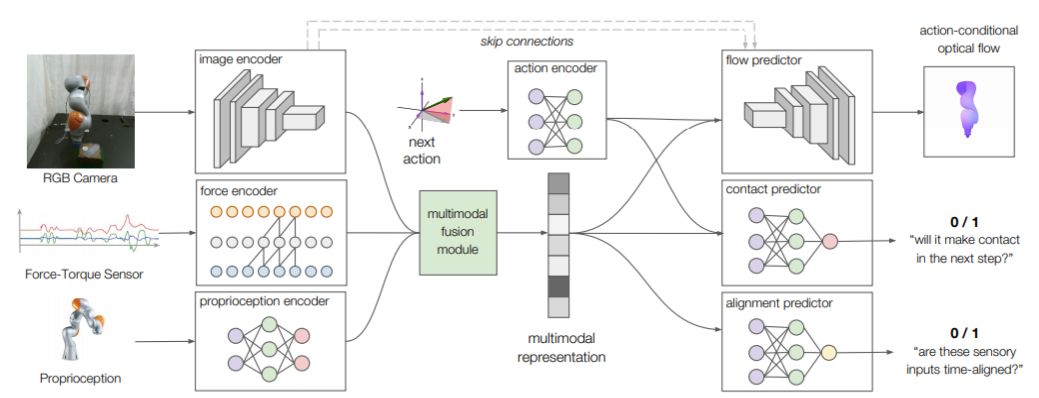 skip connections
action-conditional
optical flow
image encoder
action encoder
flow predictor
next
action
RGB Camera
force encoder
contact predictor
multimodal
fusion
module
0 / 1
"will it make contact
in the next step?"
Force-Torque Sensor
proprioception encoder
alignment predictor
multimodal
representation
0 / 1
"are these sensory
inputs time-aligned?"
Proprioception